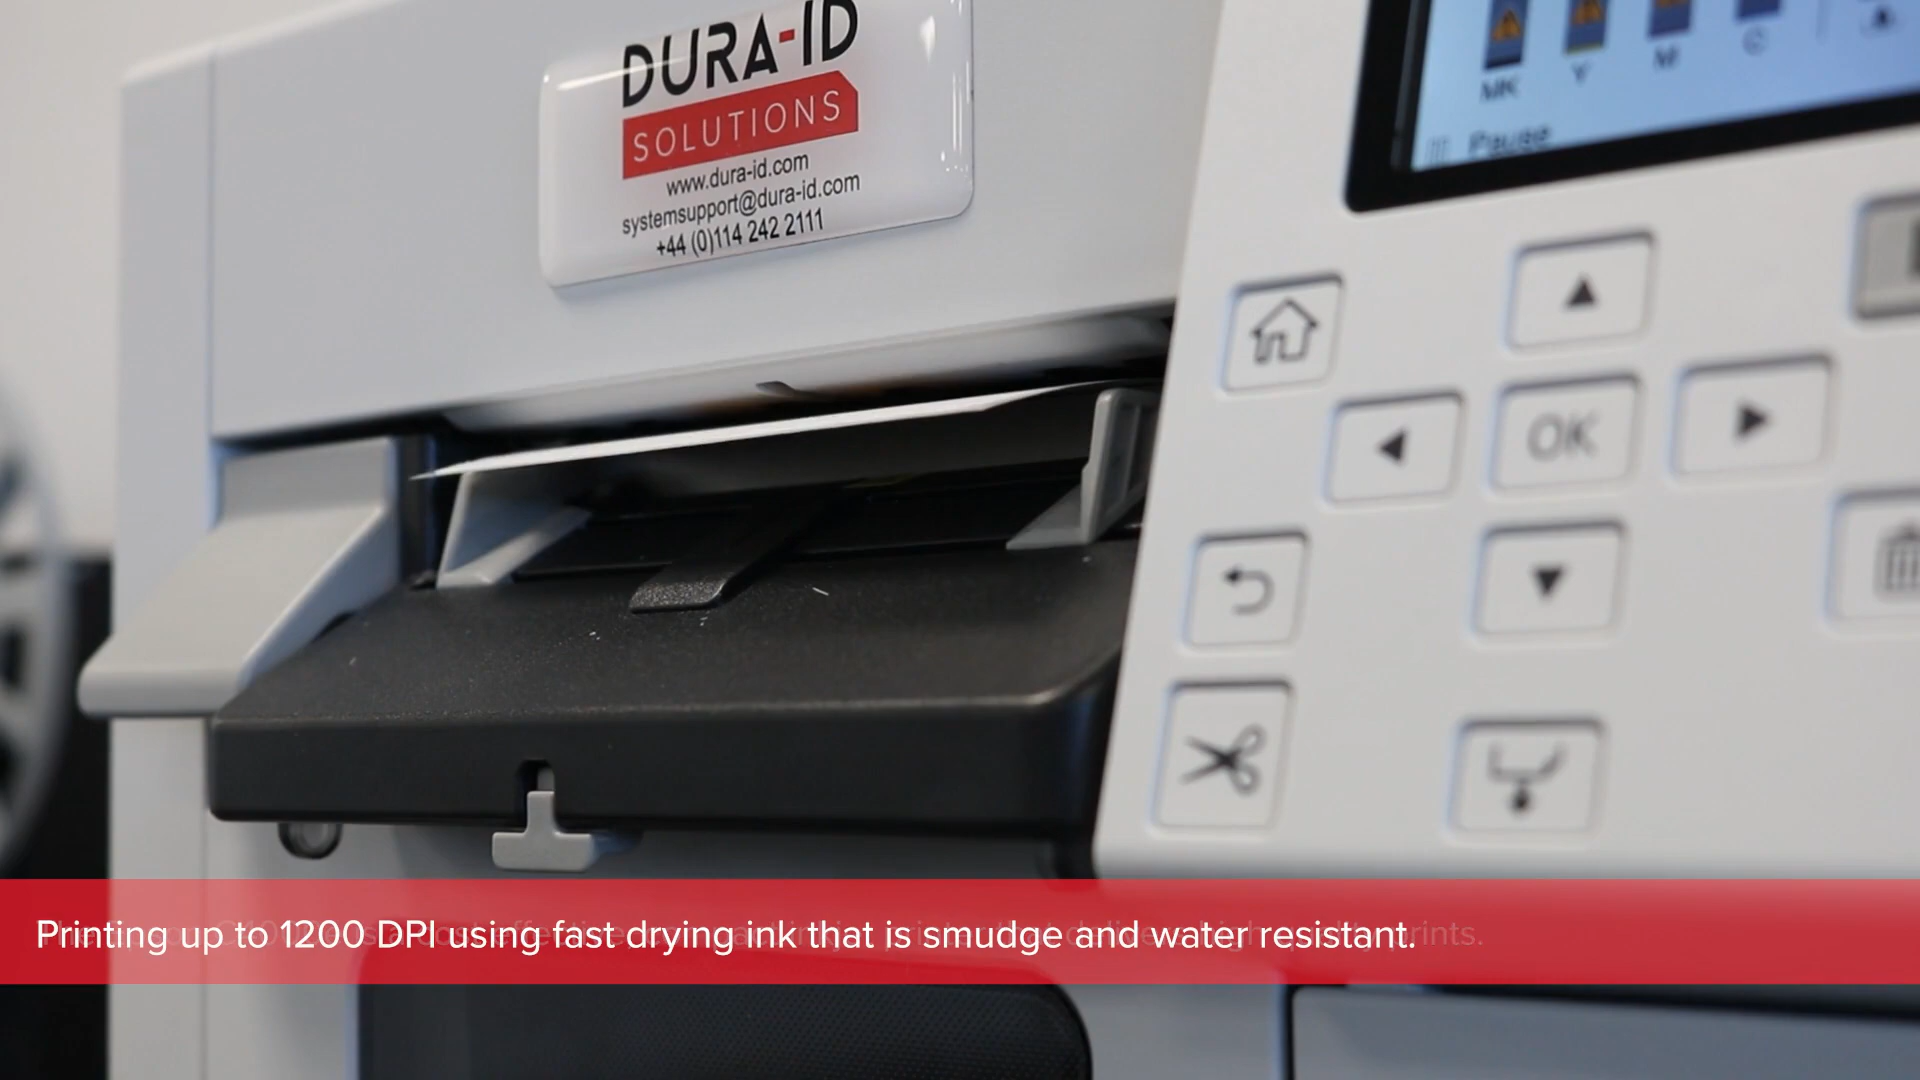 DURA-ID
SOLUTIONS
www.dura-id.com
systemsupport@dura-id.com
+44 (0)114 242 2111
MK Y M C
Pause
OK
Printing up to 1200 DPI using fast drying ink that is smudge and water resistant.